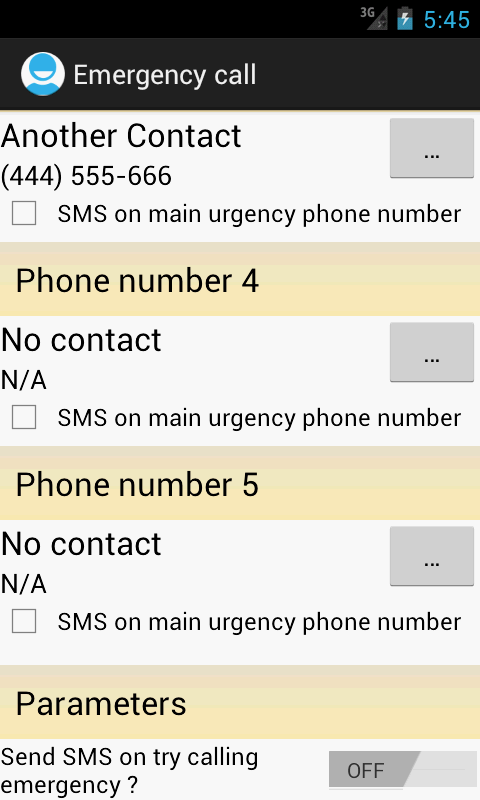 3G
5:45
Emergency call
Another Contact
...
(444) 555-666
SMS on main urgency phone number
Phone number 4
No contact
...
N/A
SMS on main urgency phone number
Phone number 5
No contact
...
N/A
SMS on main urgency phone number
Parameters
Send SMS on try calling
emergency ?
OFF